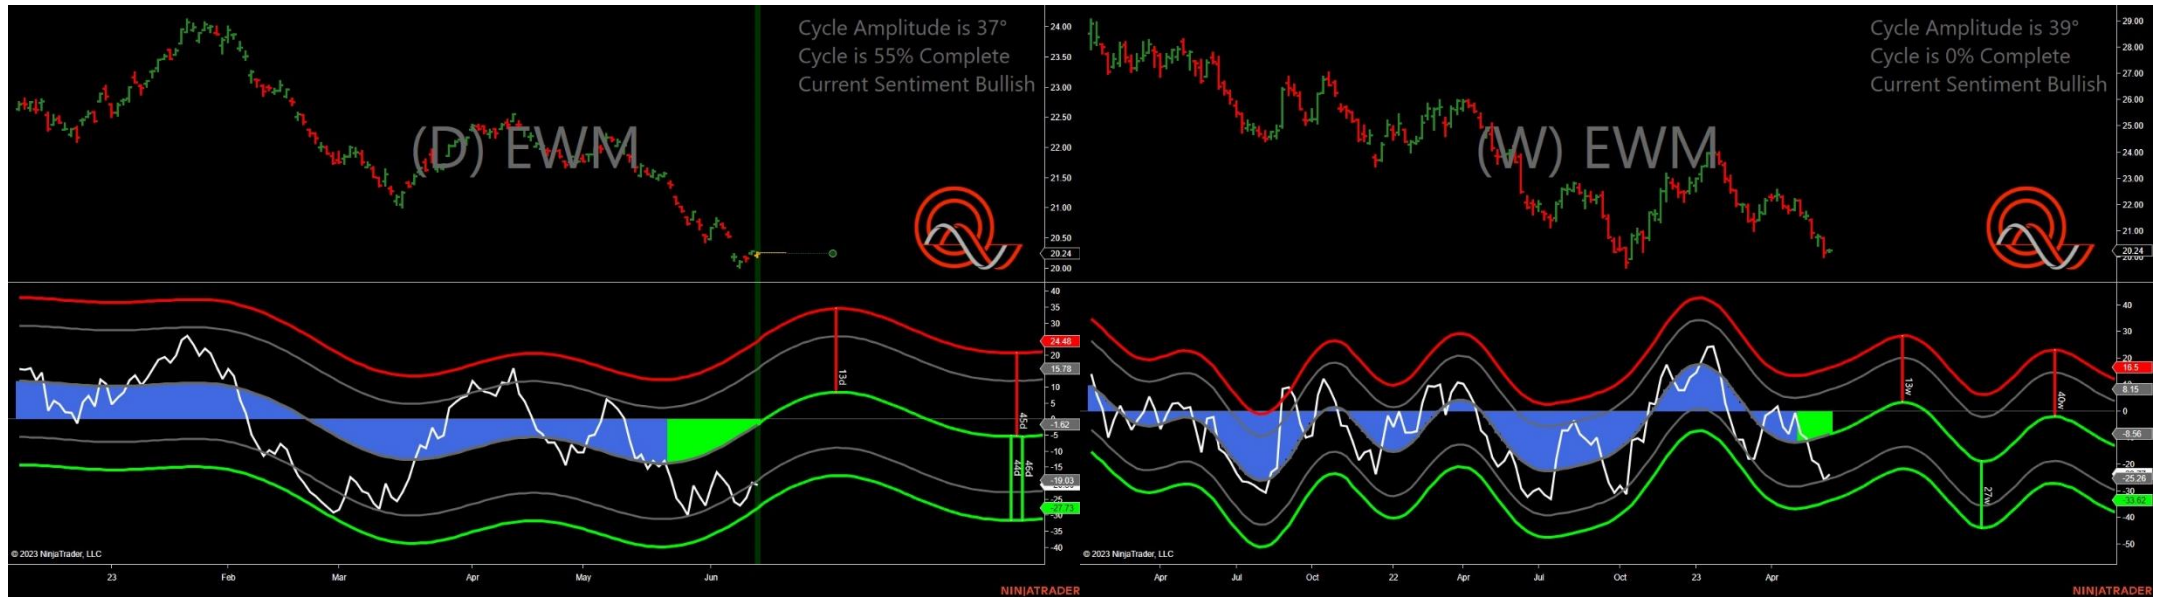 Cycle Amplitude is 37°
Cycle is 55% Complete
Current Sentiment Bullish
(D) EWM
24.00
23.50
23.00
22.50
22.00
21.50
21.00
20.50
20.24
20.00
40
35
30
24.48
20
15.78
10
5
0
-1.62
-5
-10
-15
-19.03
-25
-27.73
-30
-35
-40
13d
45d
44d
46d
© 2023 NinjaTrader, LLC
23
Feb
Mar
Apr
May
Jun
NINJATRADER
Cycle Amplitude is 39°
Cycle is 0% Complete
Current Sentiment Bullish
(W) EWM
29.00
28.00
27.00
26.00
25.00
24.00
23.00
22.00
21.00
20.24
20.00
40
30
20
16.5
8.15
0
-8.56
-20
-25.26
-30
-33.62
-40
-50
13w
27w
40w
© 2023 NinjaTrader, LLC
Apr
Jul
Oct
22
Apr
Jul
Oct
23
Apr
NINJATRADER